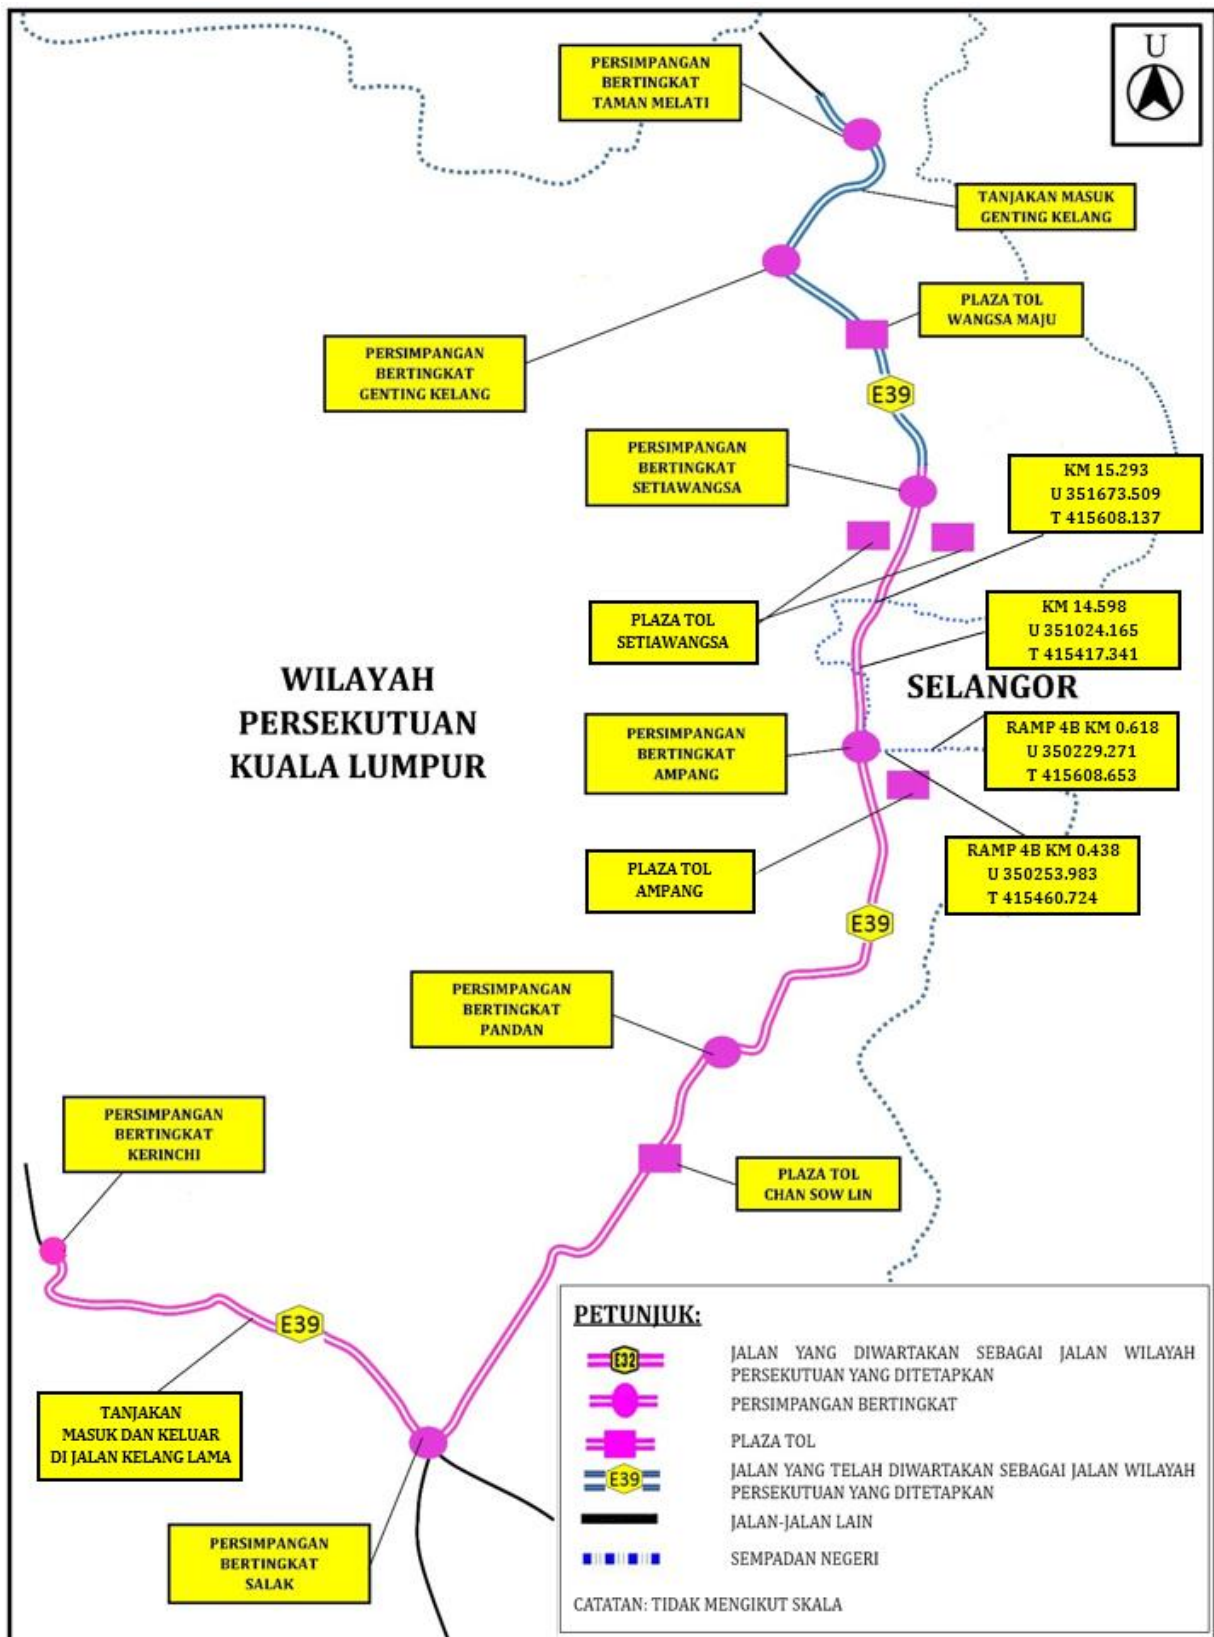 U
PERSIMPANGAN
BERTINGKAT
TAMAN MELATI
TANJAKAN MASUK
GENTING KELANG
PLAZA TOL
WANGSA MAJU
PERSIMPANGAN
BERTINGKAT
GENTING KELANG
E39
PERSIMPANGAN
BERTINGKAT
SETIAWANGSA
KM 15.293
U 351673.509
T 415608.137
PLAZA TOL
SETIAWANGSA
KM 14.598
U 351024.165
T 415417.341
WILAYAH
PERSEKUTUAN
KUALA LUMPUR
SELANGOR
PERSIMPANGAN
BERTINGKAT
AMPANG
RAMP 4B KM 0.618
U 350229.271
T 415608.653
PLAZA TOL
AMPANG
RAMP 4B KM 0.438
U 350253.983
T 415460.724
E39
PERSIMPANGAN
BERTINGKAT
PANDAN
PERSIMPANGAN
BERTINGKAT
KERINCHI
PLAZA TOL
CHAN SOW LIN
E39
TANJAKAN
MASUK DAN KELUAR
DI JALAN KELANG LAMA
PERSIMPANGAN
BERTINGKAT
SALAK
PETUNJUK:
E32
JALAN YANG DIWARTAKAN SEBAGAI JALAN WILAYAH
PERSEKUTUAN YANG DITETAPKAN
PERSIMPANGAN BERTINGKAT
PLAZA TOL
E39
JALAN YANG TELAH DIWARTAKAN SEBAGAI JALAN WILAYAH
PERSEKUTUAN YANG DITETAPKAN
JALAN-JALAN LAIN
SEMPADAN NEGERI
CATATAN: TIDAK MENGIKUT SKALA